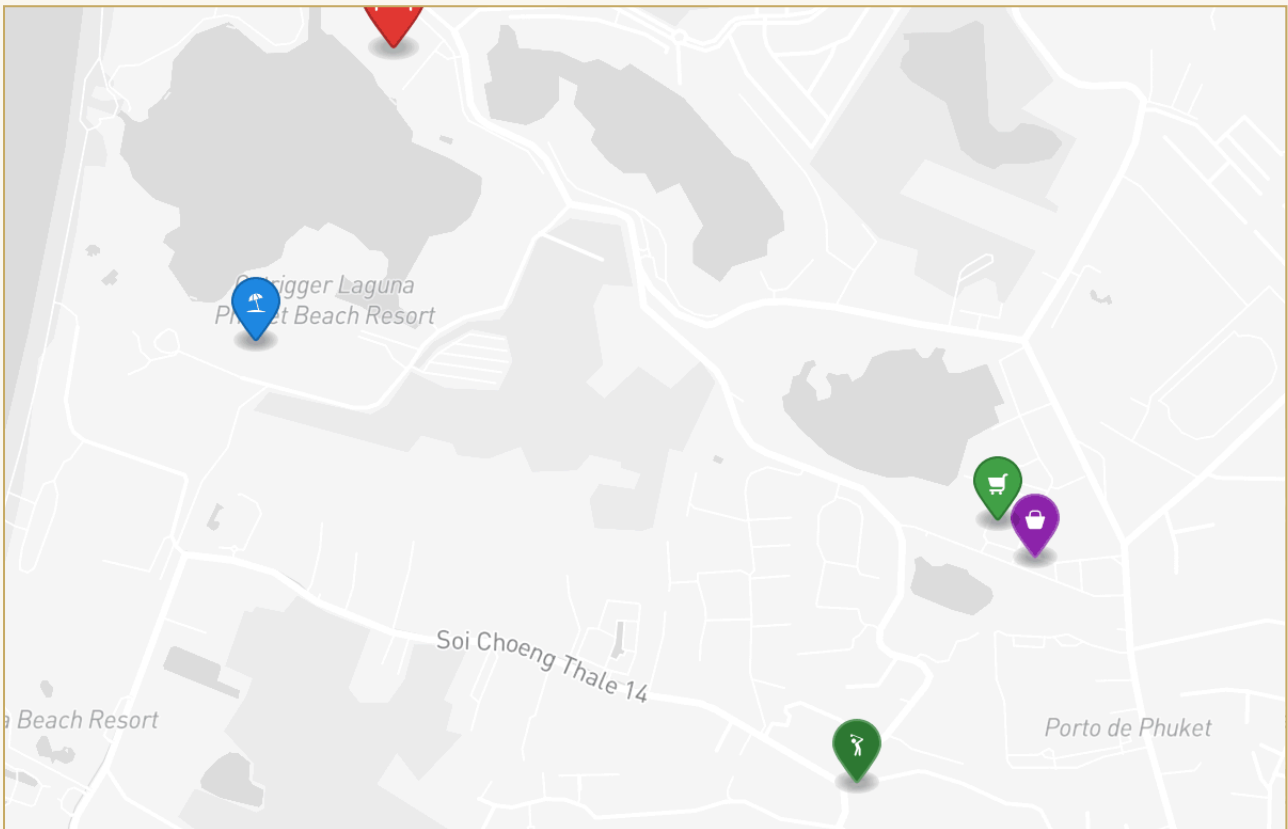 Laguna
Beach Resort
Soi Choeng Thale 14
Beach Resort
Porto de Phuket